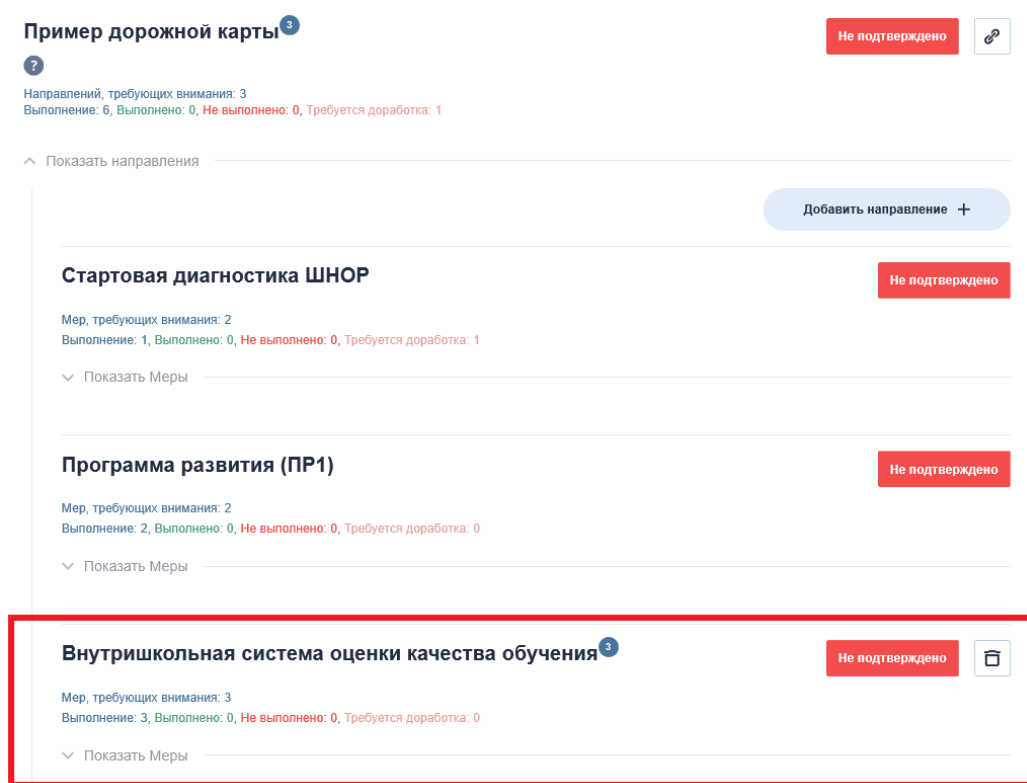 Пример дорожной карты 3
Не подтверждено
?
Направлений, требующих внимания: 3
Выполнение: 6, Выполнено: 0, Не выполнено: 0, Требуется доработка: 1
Показать направления
Добавить направление +
Стартовая диагностика ШНОР
Не подтверждено
Мер, требующих внимания: 2
Выполнение: 1, Выполнено: 0, Не выполнено: 0, Требуется доработка: 1
Показать Меры
Программа развития (ПР1)
Не подтверждено
Мер, требующих внимания: 2
Выполнение: 2, Выполнено: 0, Не выполнено: 0, Требуется доработка: 0
Показать Меры
Внутришкольная система оценки качества обучения 3
Не подтверждено
Мер, требующих внимания: 3
Выполнение: 3, Выполнено: 0, Не выполнено: 0, Требуется доработка: 0
Показать Меры